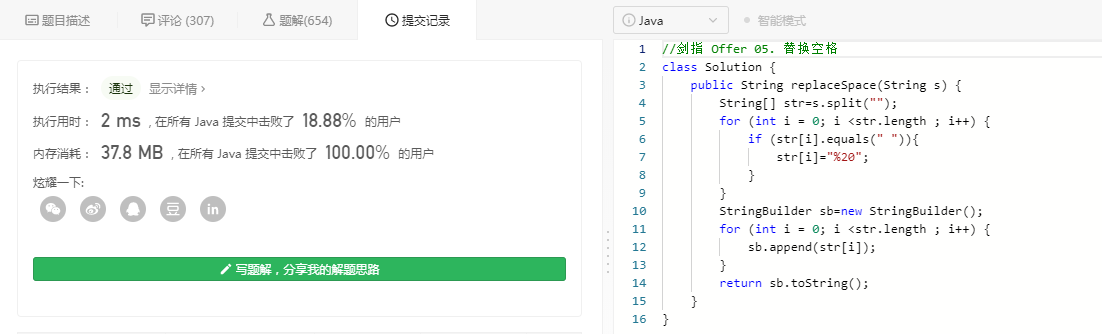 题目描述 评论 (307) 题解(654) 提交记录
执行结果： 通过 显示详情 ›
执行用时： 2 ms , 在所有 Java 提交中击败了 18.88% 的用户
内存消耗： 37.8 MB , 在所有 Java 提交中击败了 100.00% 的用户
炫耀一下:
豆 in
写题解，分享我的解题思路
Java 智能模式
1 //剑指 Offer 05. 替换空格
2 class Solution {
3     public String replaceSpace(String s) {
4         String[] str=s.split("");
5         for (int i = 0; i <str.length ; i++) {
6             if (str[i].equals(" ")){
7                 str[i]="%20";
8             }
9         }
10         StringBuilder sb=new StringBuilder();
11         for (int i = 0; i <str.length ; i++) {
12             sb.append(str[i]);
13         }
14         return sb.toString();
15     }
16 }